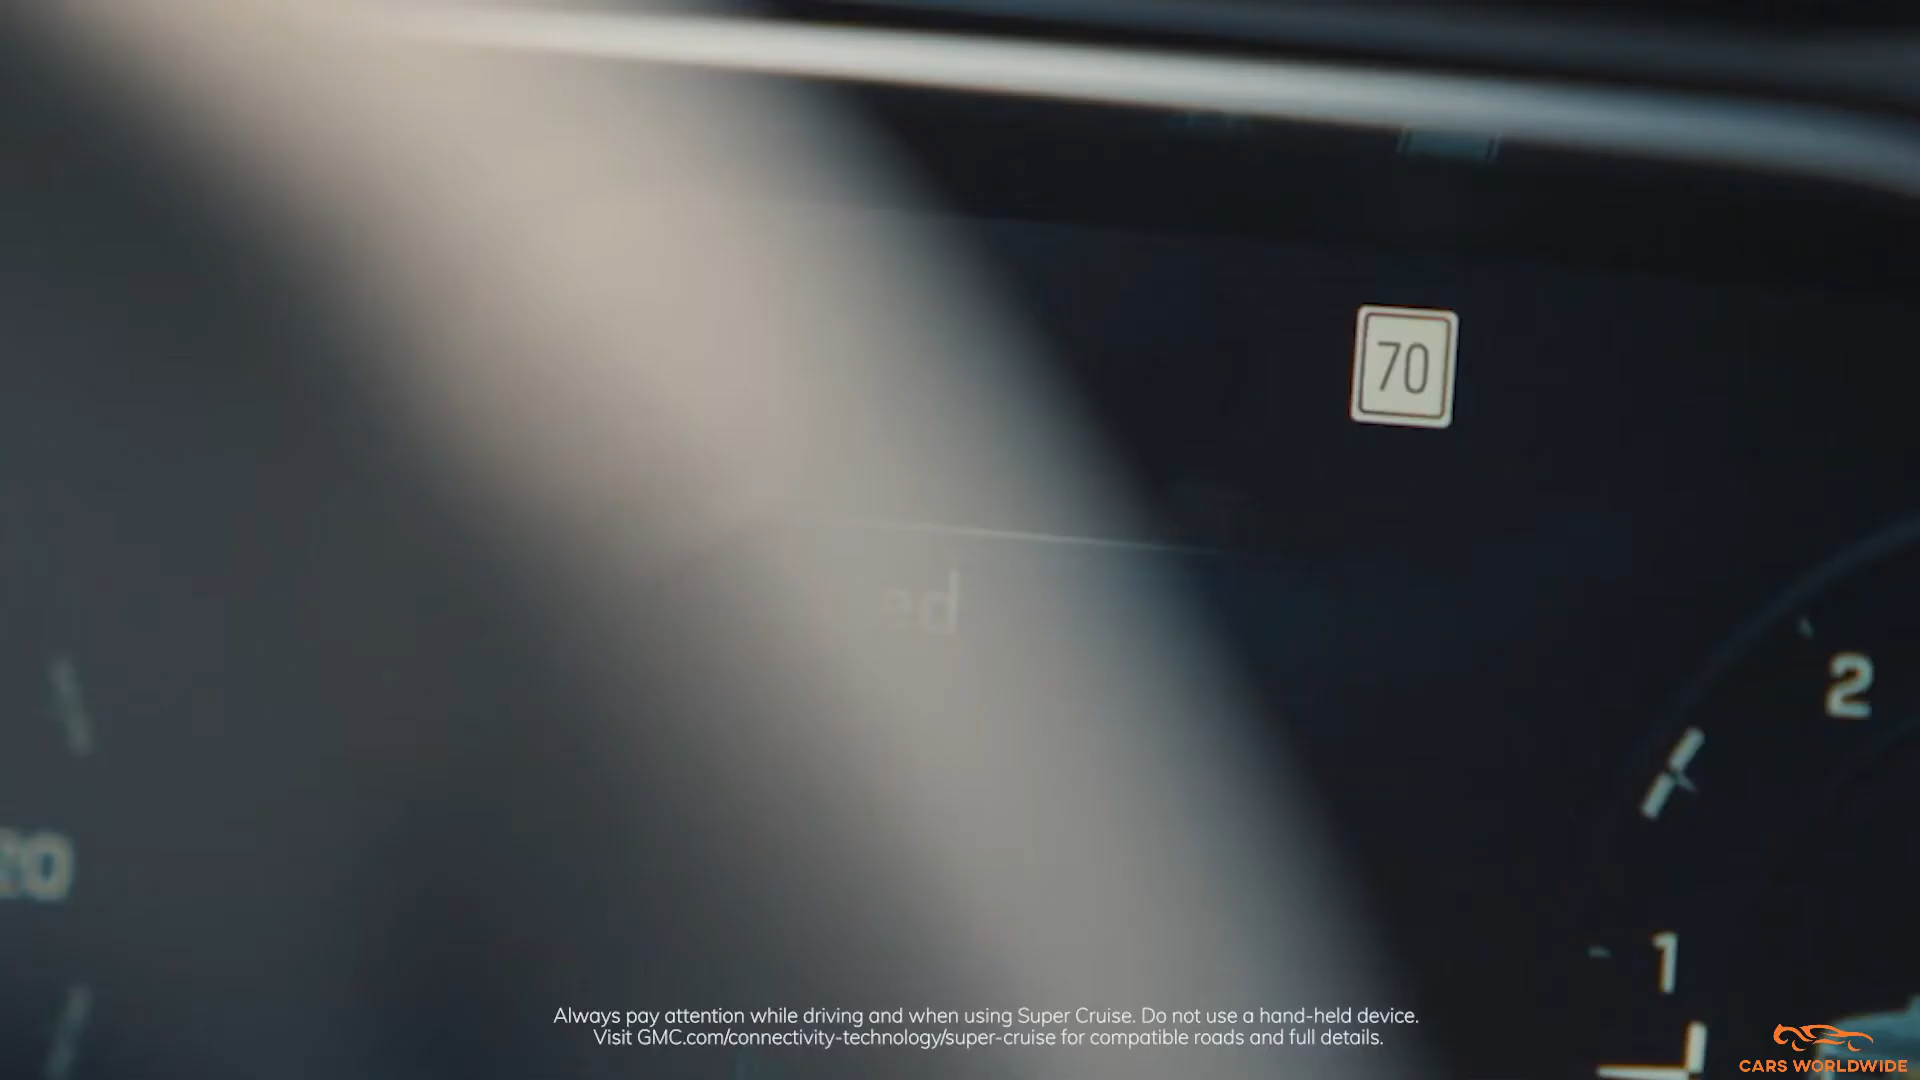 70
2
20
1
Always pay attention while driving and when using Super Cruise. Do not use a hand-held device.
Visit GMC.com/connectivity-technology/super-cruise for compatible roads and full details.
CARS WORLDWIDE